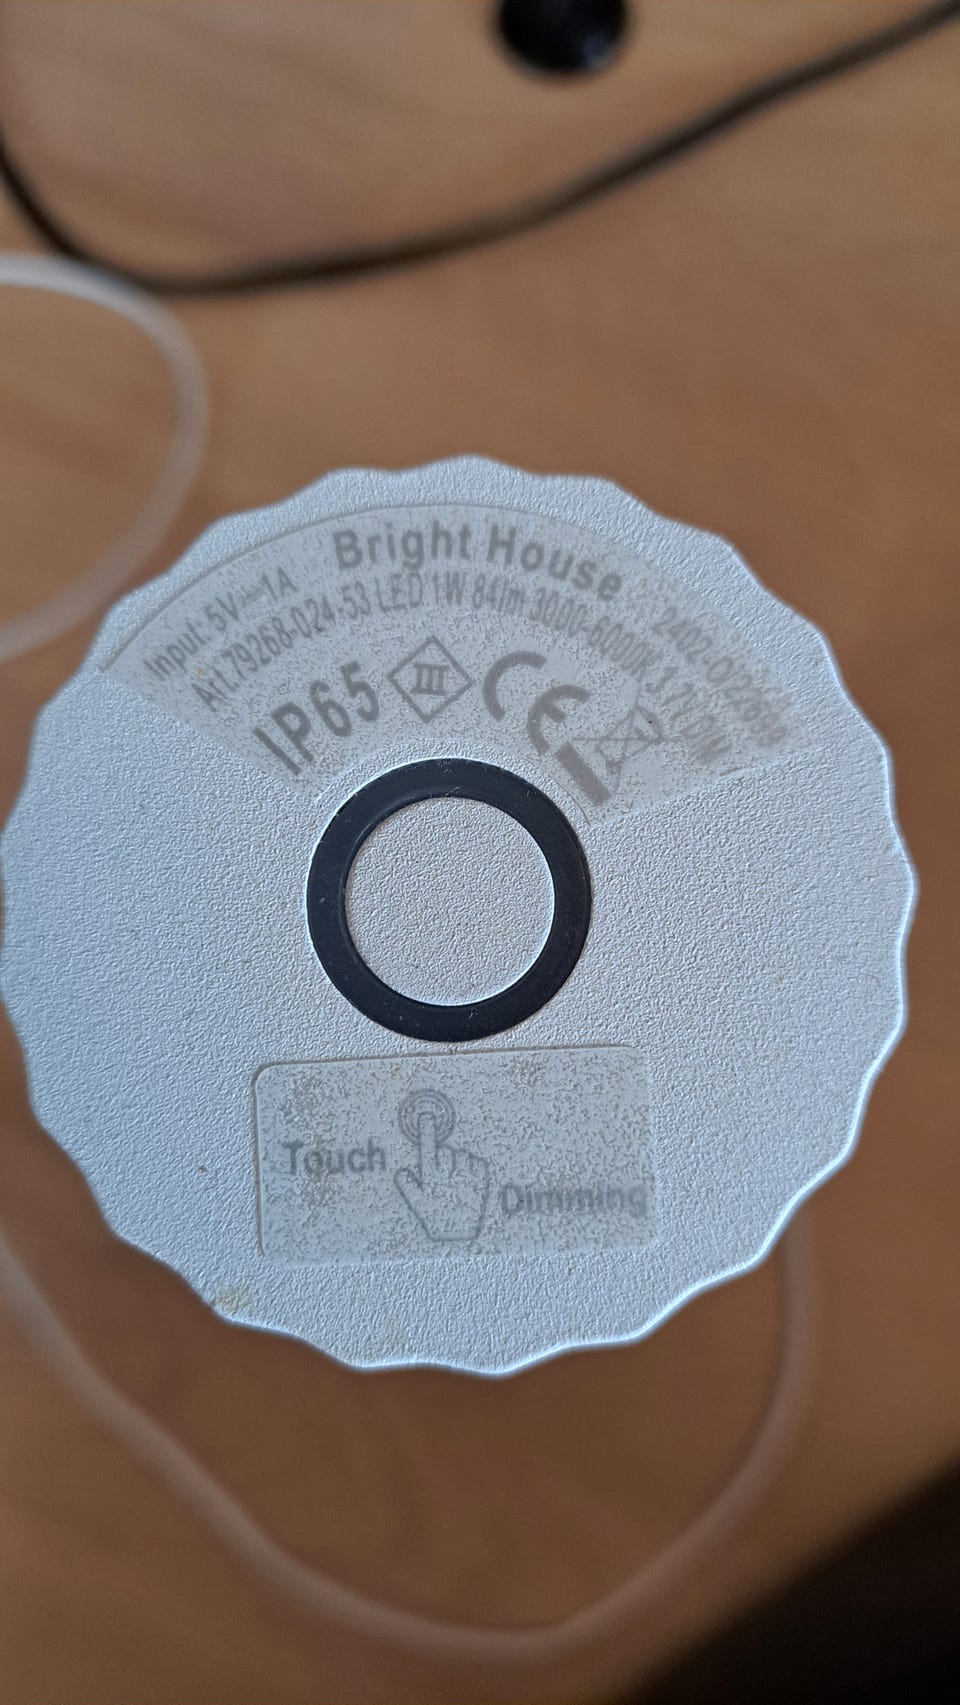 Bright House
Input: 5V⎓1A
Art.79268-024-53 LED 1W 84lm 3000-6000K 3.7V
IP65 III CE
Touch
Dimming